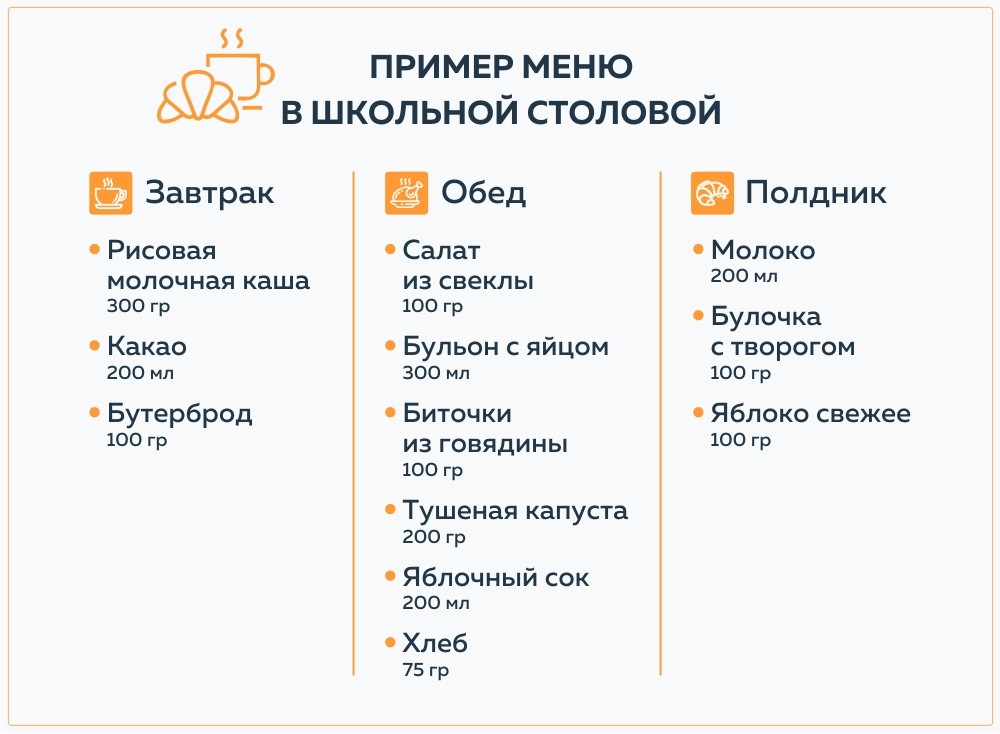 ПРИМЕР МЕНЮ
В ШКОЛЬНОЙ СТОЛОВОЙ
Завтрак
Рисовая
молочная каша
300 гр
Какао
200 мл
Бутерброд
100 гр
Обед
Салат
из свеклы
100 гр
Бульон с яйцом
300 мл
Биточки
из говядины
100 гр
Тушеная капуста
200 гр
Яблочный сок
200 мл
Хлеб
75 гр
Полдник
Молоко
200 мл
Булочка
с творогом
100 гр
Яблоко свежее
100 гр